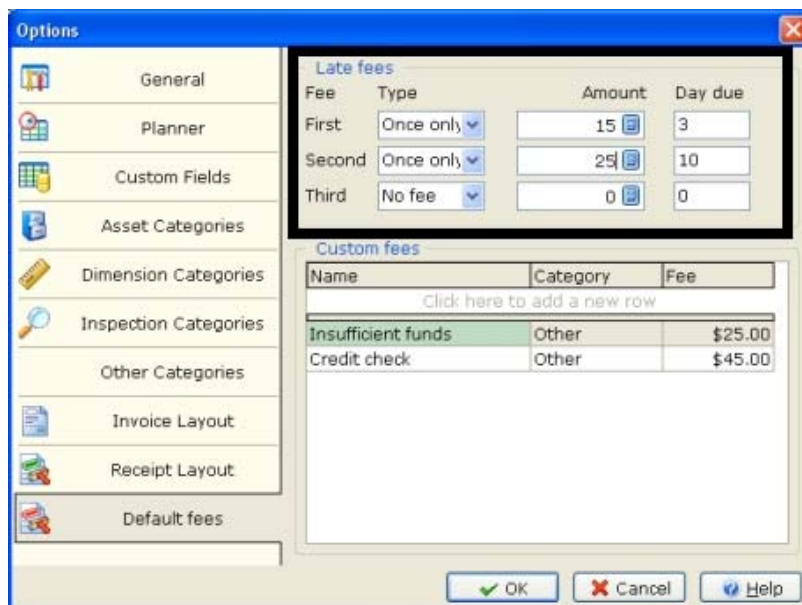 Options
General
Planner
Custom Fields
Asset Categories
Dimension Categories
Inspection Categories
Other Categories
Invoice Layout
Receipt Layout
Default fees
Late fees
Fee Type Amount Day due
First Once only 15 3
Second Once only 25 10
Third No fee 0 0
Custom fees
Name Category Fee
Click here to add a new row
Insufficient funds Other $25.00
Credit check Other $45.00
OK Cancel Help